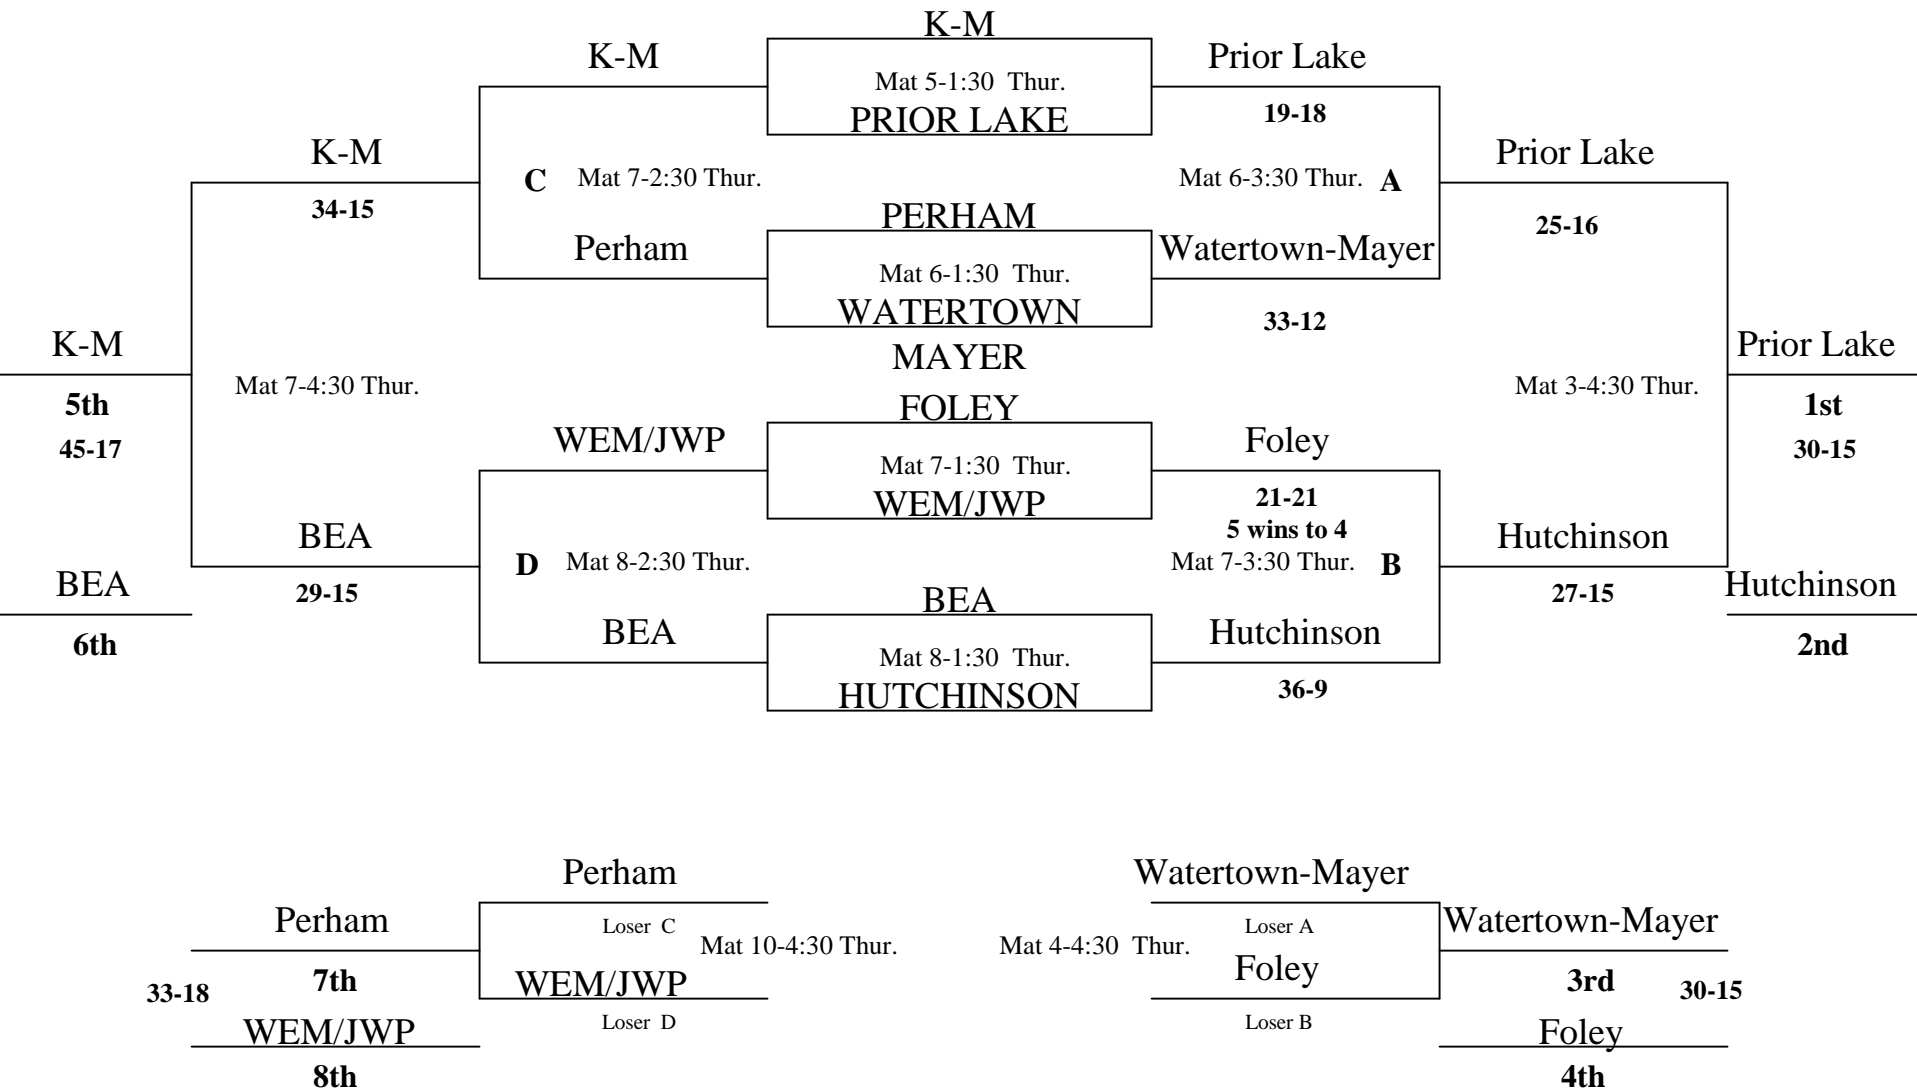 K-M
K-M
Prior Lake
Mat 5-1:30 Thur.
19-18
PRIOR LAKE
K-M
Prior Lake
C Mat 7-2:30 Thur.
Mat 6-3:30 Thur. A
34-15
PERHAM
25-16
Perham
Watertown-Mayer
Mat 6-1:30 Thur.
WATERTOWN
33-12
K-M
MAYER
Prior Lake
Mat 7-4:30 Thur.
Mat 3-4:30 Thur.
5th
FOLEY
1st
45-17
WEM/JWP
Foley
30-15
Mat 7-1:30 Thur.
21-21
WEM/JWP
5 wins to 4
BEA
Hutchinson
D Mat 8-2:30 Thur.
Mat 7-3:30 Thur. B
BEA
29-15
BEA
27-15
Hutchinson
BEA
Hutchinson
6th
Mat 8-1:30 Thur.
2nd
HUTCHINSON
36-9
Perham
Watertown-Mayer
Perham
Loser C
Loser A
Watertown-Mayer
Mat 10-4:30 Thur.
Mat 4-4:30 Thur.
7th
WEM/JWP
Foley
3rd
33-18
30-15
WEM/JWP
Loser D
Loser B
Foley
8th
4th